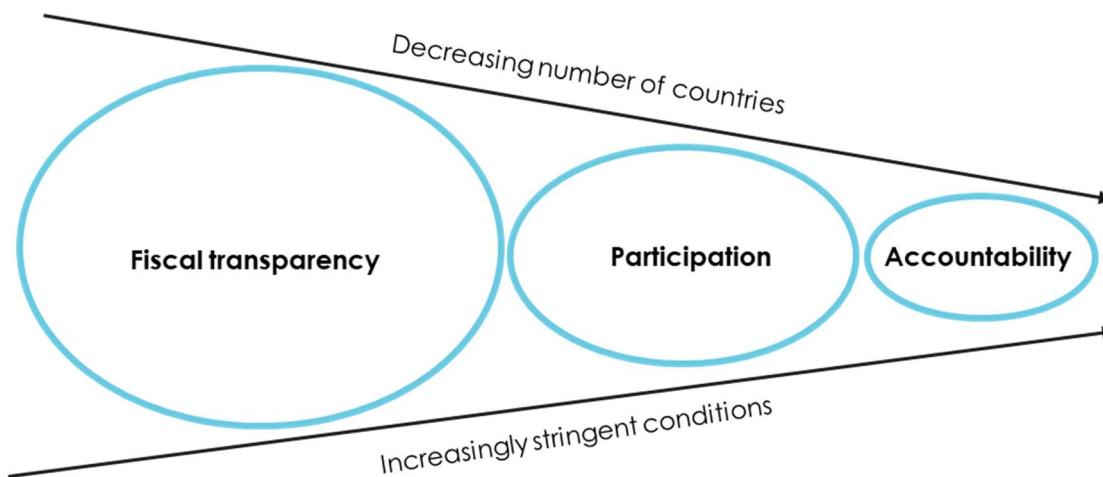 Decreasing number of countries
Fiscal transparency
Participation
Accountability
Increasingly stringent conditions